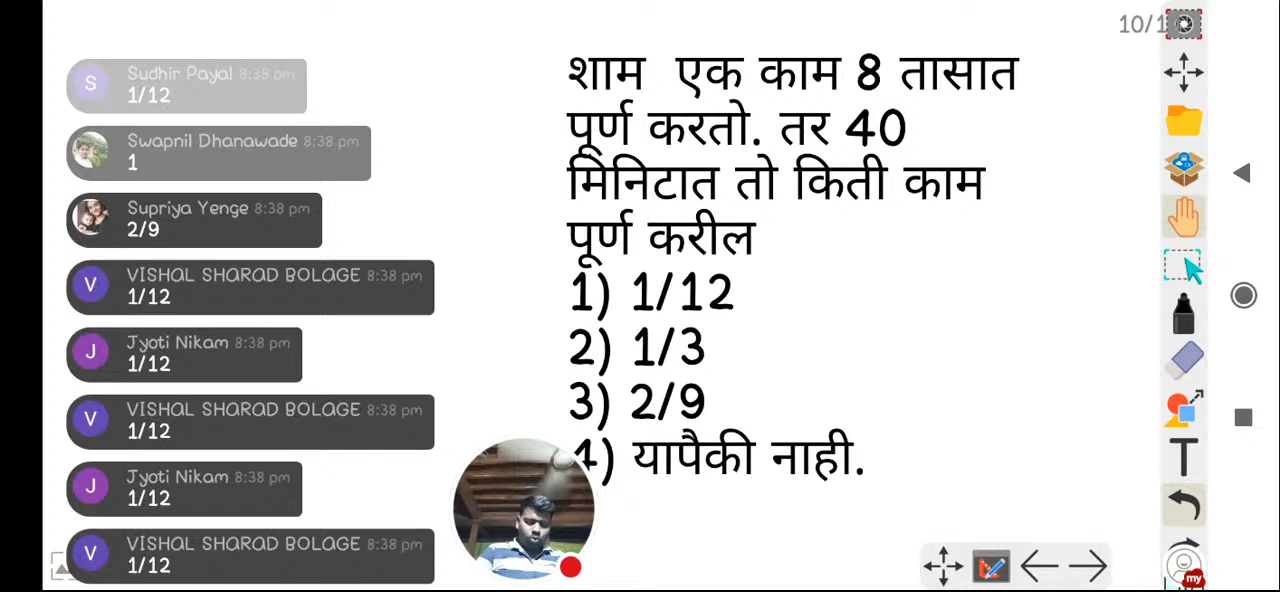 10/1
Sudhir Payal 8:38 pm
1/12
Swapnil Dhanawade 8:38 pm
1
Supriya Yenge 8:38 pm
2/9
VISHAL SHARAD BOLAGE 8:38 pm
1/12
Jyoti Nikam 8:38 pm
1/12
VISHAL SHARAD BOLAGE 8:38 pm
1/12
Jyoti Nikam 8:38 pm
1/12
VISHAL SHARAD BOLAGE 8:38 pm
1/12
शाम एक काम 8 तासात
पूर्ण करतो. तर 40
मिनिटात तो किती काम
पूर्ण करील
1) 1/12
2) 1/3
3) 2/9
4) यापैकी नाही.
S
V
J
V
J
V
T
my